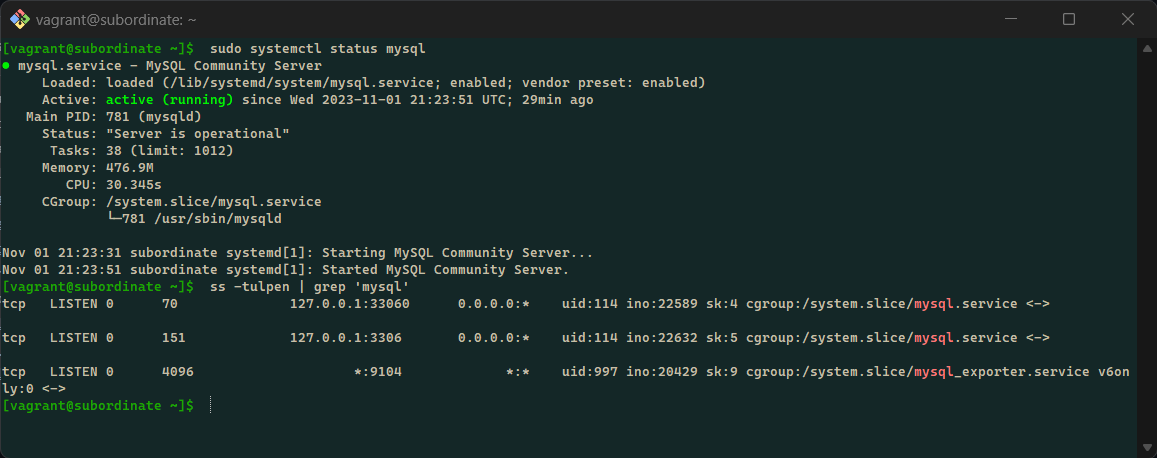 vagrant@subordinate: ~
[vagrant@subordinate ~]$  sudo systemctl status mysql
● mysql.service - MySQL Community Server
     Loaded: loaded (/lib/systemd/system/mysql.service; enabled; vendor preset: enabled)
     Active: active (running) since Wed 2023-11-01 21:23:51 UTC; 29min ago
   Main PID: 781 (mysqld)
     Status: "Server is operational"
      Tasks: 38 (limit: 1012)
     Memory: 476.9M
        CPU: 30.345s
     CGroup: /system.slice/mysql.service
             └─781 /usr/sbin/mysqld
Nov 01 21:23:31 subordinate systemd[1]: Starting MySQL Community Server...
Nov 01 21:23:51 subordinate systemd[1]: Started MySQL Community Server.
[vagrant@subordinate ~]$  ss -tulpen | grep 'mysql'
tcp   LISTEN 0      70              127.0.0.1:33060      0.0.0.0:*    uid:114 ino:22589 sk:4 cgroup:/system.slice/mysql.service <->
tcp   LISTEN 0      151             127.0.0.1:3306       0.0.0.0:*    uid:114 ino:22632 sk:5 cgroup:/system.slice/mysql.service <->
tcp   LISTEN 0      4096                    *:9104             *:*    uid:997 ino:20429 sk:9 cgroup:/system.slice/mysql_exporter.service v6on
ly:0 <->
[vagrant@subordinate ~]$